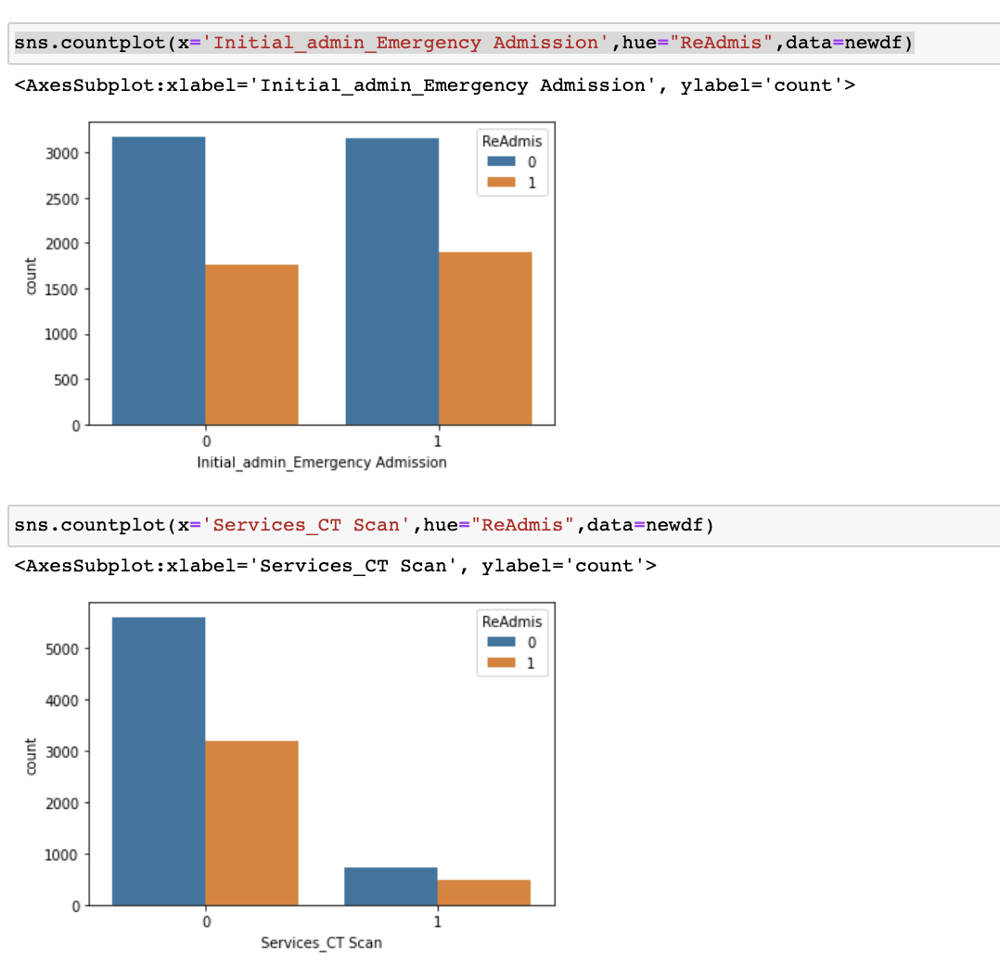 sns.countplot(x='Initial_admin_Emergency Admission',hue="ReAdmis",data=newdf)
<AxesSubplot:xlabel='Initial_admin_Emergency Admission', ylabel='count'>
ReAdmis
0
1
3000
2500
2000
1500
1000
500
0
count
0 1
Initial_admin_Emergency Admission
sns.countplot(x='Services_CT Scan',hue="ReAdmis",data=newdf)
<AxesSubplot:xlabel='Services_CT Scan', ylabel='count'>
ReAdmis
0
1
5000
4000
3000
2000
1000
0
count
0 1
Services_CT Scan